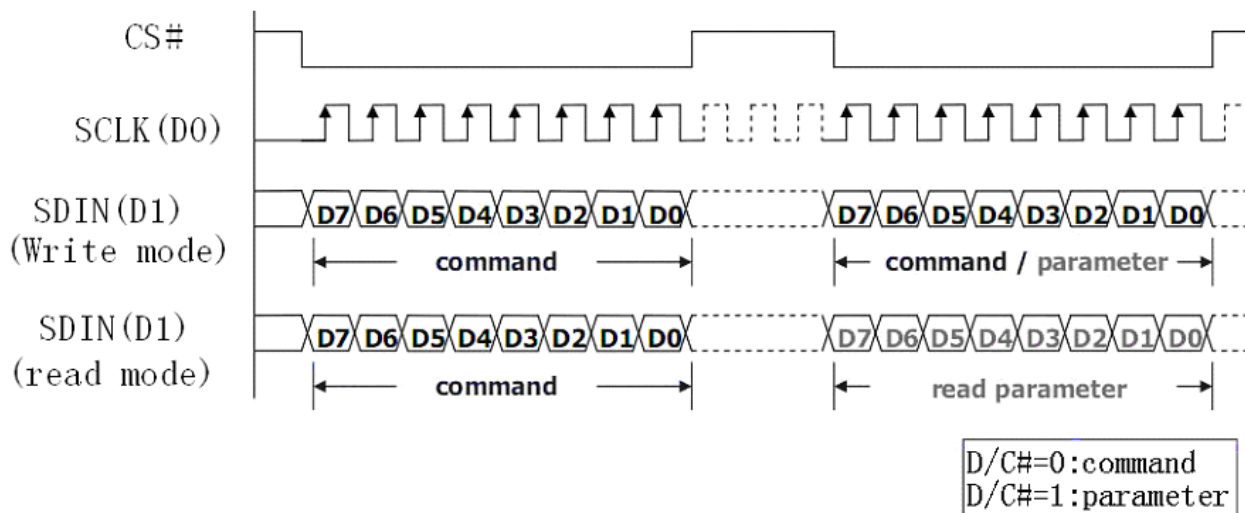 CS#
SCLK(D0)
SDIN(D1)
(Write mode)
D7 D6 D5 D4 D3 D2 D1 D0 D7 D6 D5 D4 D3 D2 D1 D0
command command / parameter
SDIN(D1)
(read mode)
D7 D6 D5 D4 D3 D2 D1 D0 D7 D6 D5 D4 D3 D2 D1 D0
command read parameter
D/C#=0:command
D/C#=1:parameter